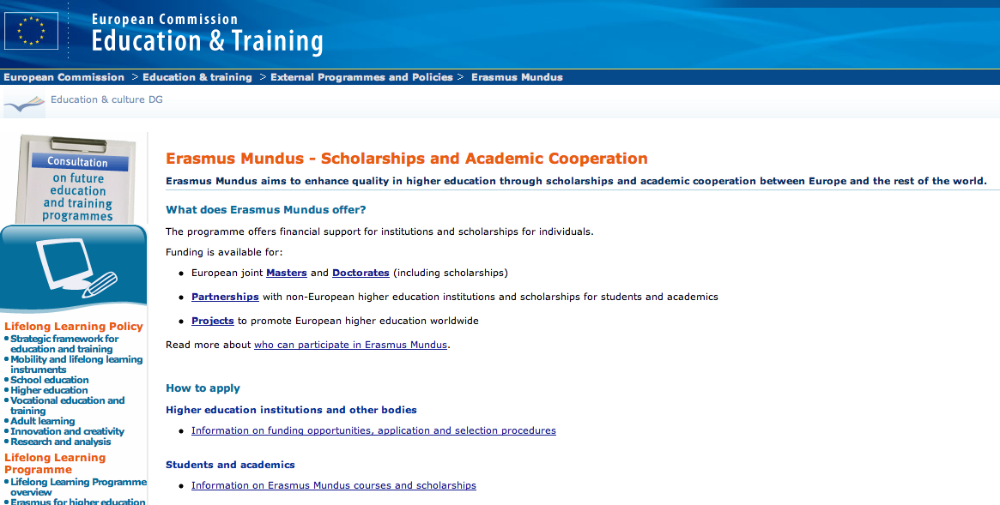 European Commission
Education & Training
European Commission > Education & training > External Programmes and Policies > Erasmus Mundus
Education & culture DG
Consultation
on future
education
and training
programmes
Lifelong Learning Policy
Strategic framework for
education and training
Mobility and lifelong learning
instruments
School education
Higher education
Vocational education and
training
Adult learning
Innovation and creativity
Research and analysis
Lifelong Learning
Programme
Lifelong Learning Programme
overview
Erasmus for higher education
Erasmus Mundus - Scholarships and Academic Cooperation
Erasmus Mundus aims to enhance quality in higher education through scholarships and academic cooperation between Europe and the rest of the world.
What does Erasmus Mundus offer?
The programme offers financial support for institutions and scholarships for individuals.
Funding is available for:
European joint Masters and Doctorates (including scholarships)
Partnerships with non-European higher education institutions and scholarships for students and academics
Projects to promote European higher education worldwide
Read more about who can participate in Erasmus Mundus.
How to apply
Higher education institutions and other bodies
Information on funding opportunities, application and selection procedures
Students and academics
Information on Erasmus Mundus courses and scholarships